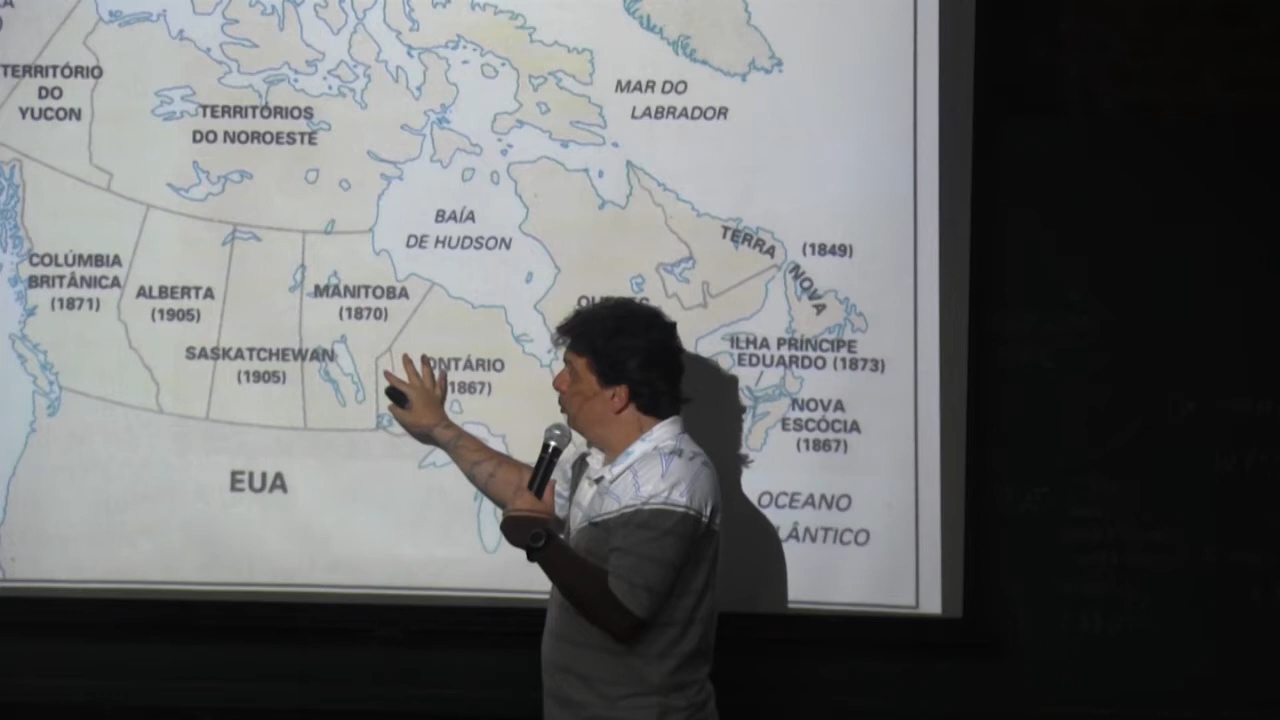 TERRITÓRIO
DO
YUCON
TERRITÓRIOS
DO NOROESTE
MAR DO
LABRADOR
BAÍA
DE HUDSON
COLÚMBIA
BRITÂNICA
(1871)
ALBERTA
(1905)
SASKATCHEWAN
(1905)
MANITOBA
(1870)
ONTÁRIO
1867)
TERRA
NOVA
(1849)
ILHA PRÍNCIPE
EDUARDO (1873)
NOVA
ESCÓCIA
(1867)
EUA
OCEANO
LÂNTICO